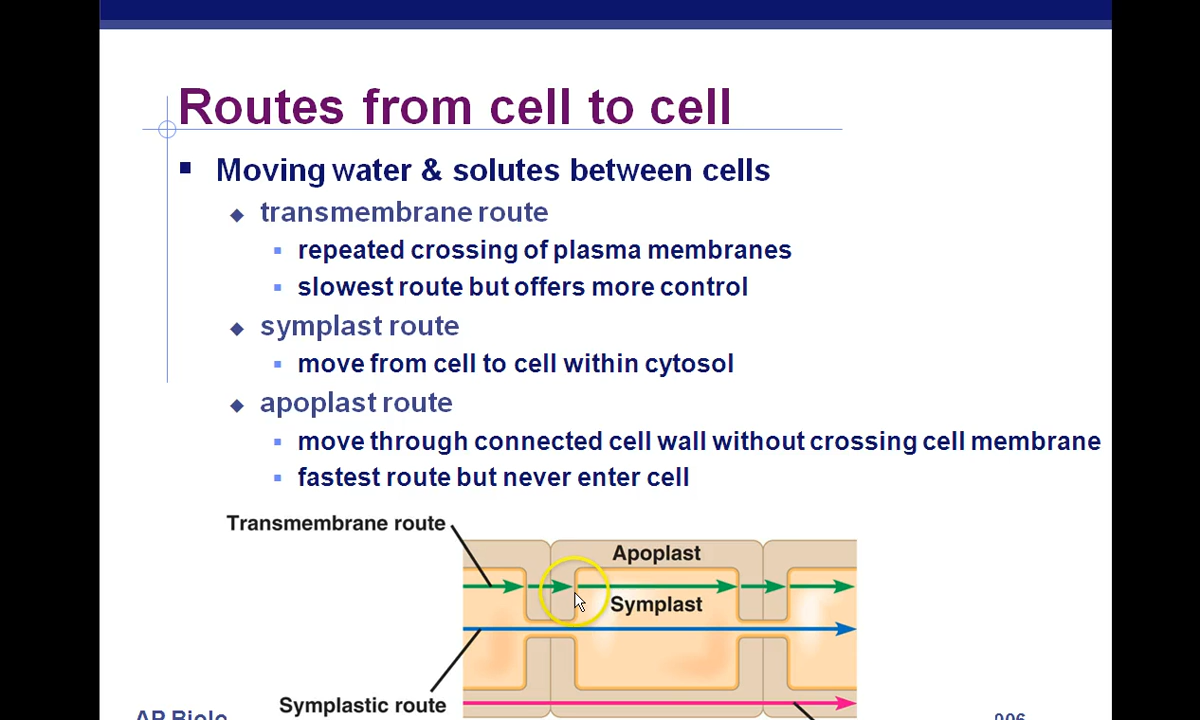 Routes from cell to cell
Moving water & solutes between cells
transmembrane route
repeated crossing of plasma membranes
slowest route but offers more control
symplast route
move from cell to cell within cytosol
apoplast route
move through connected cell wall without crossing cell membrane
fastest route but never enter cell
Transmembrane route
Apoplast
Symplast
Symplastic route
AP Biolo